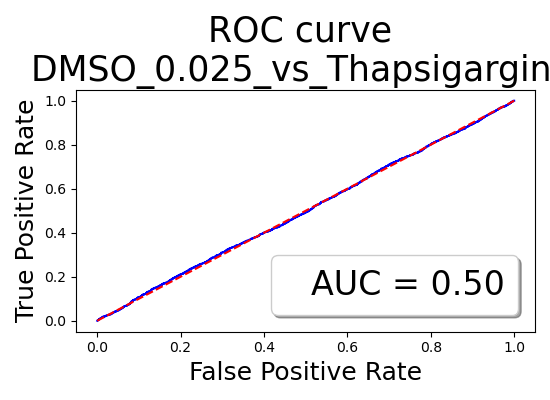 ROC curve
DMSO_0.025_vs_Thapsigargin
True Positive Rate
1.0
0.8
0.6
0.4
0.2
0.0
AUC = 0.50
0.0 0.2 0.4 0.6 0.8 1.0
False Positive Rate